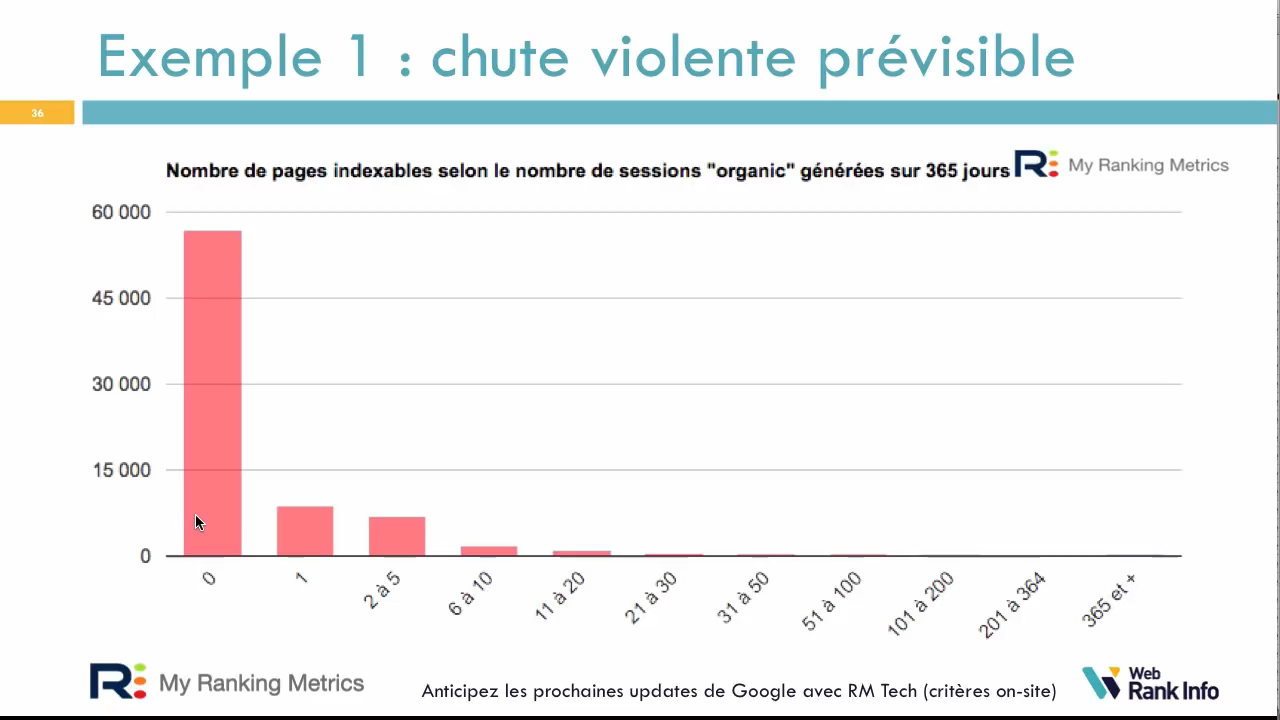 Exemple 1 : chute violente prévisible
36
Nombre de pages indexables selon le nombre de sessions "organic" générées sur 365 jours
My Ranking Metrics
60 000
45 000
30 000
15 000
0
0
1
2 à 5
6 à 10
11 à 20
21 à 30
31 à 50
51 à 100
101 à 200
201 à 364
365 et +
My Ranking Metrics
Anticipez les prochaines updates de Google avec RM Tech (critères on-site)
Web
Rank Info